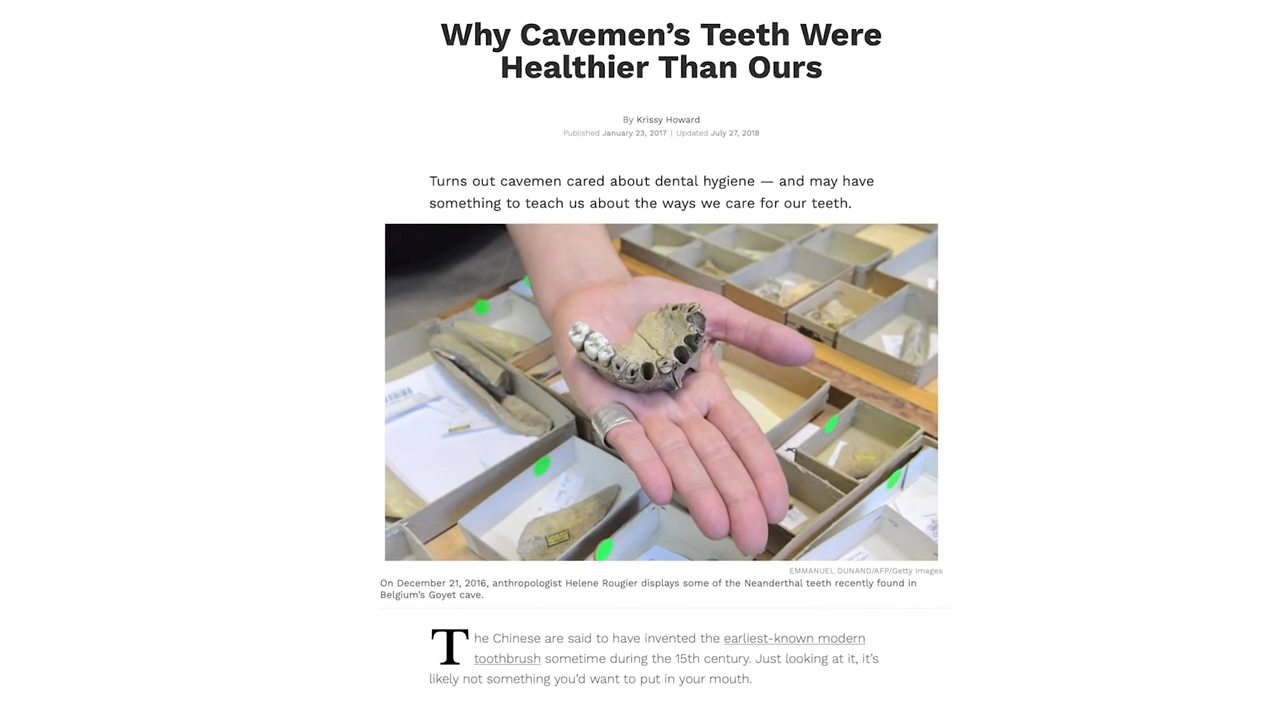 Why Cavemen’s Teeth Were
Healthier Than Ours
By Krissy Howard
Published January 23, 2017 | Updated July 27, 2018
Turns out cavemen cared about dental hygiene — and may have
something to teach us about the ways we care for our teeth.
EMMANUEL DUNAND/AFP/Getty Images
On December 21, 2016, anthropologist Helene Rougier displays some of the Neanderthal teeth recently found in
Belgium’s Goyet cave.
The Chinese are said to have invented the earliest-known modern
toothbrush sometime during the 15th century. Just looking at it, it’s
likely not something you’d want to put in your mouth.